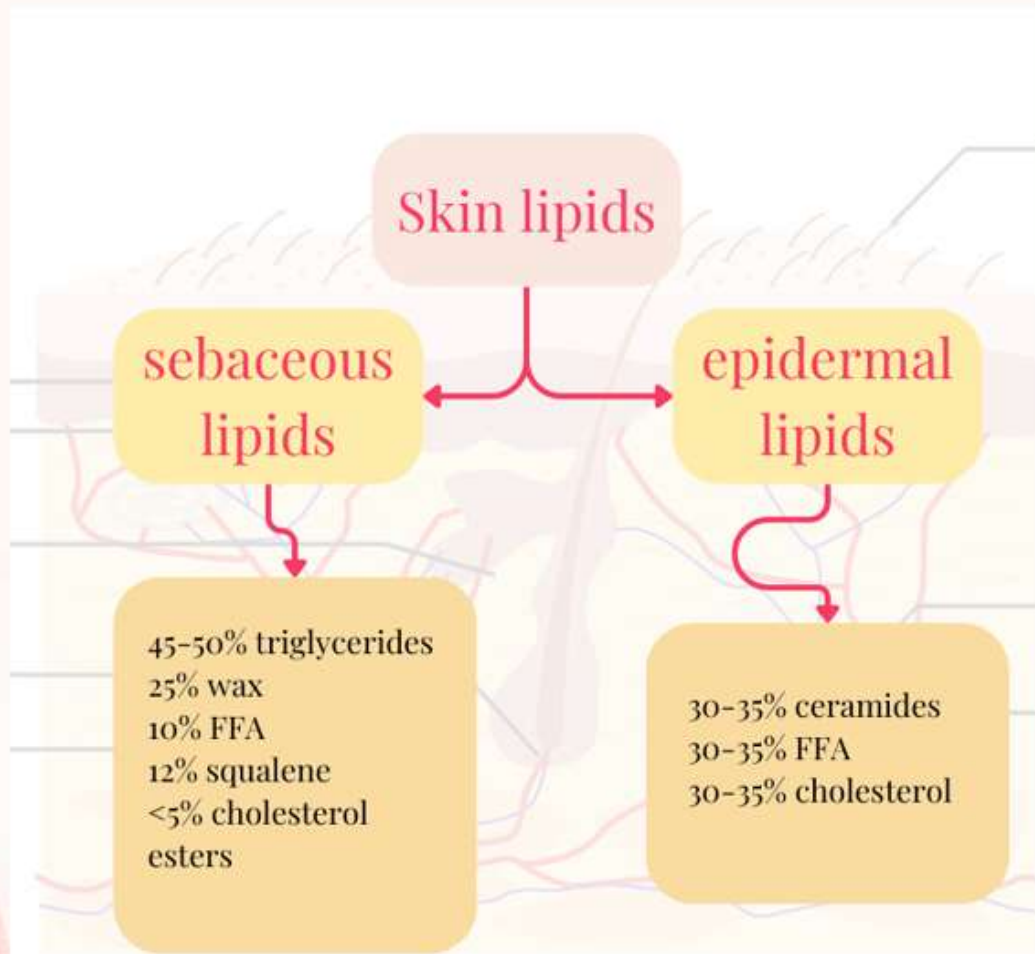 Skin lipids
sebaceous
lipids
epidermal
lipids
45-50% triglycerides
25% wax
10% FFA
12% squalene
<5% cholesterol
esters
30-35% ceramides
30-35% FFA
30-35% cholesterol